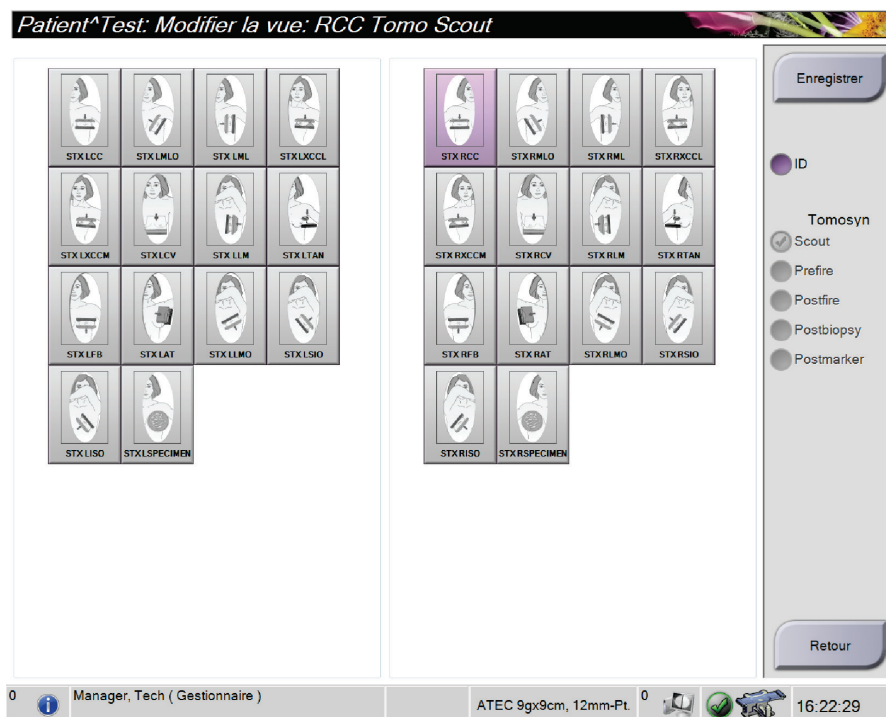 Patient^Test: Modifier la vue: RCC Tomo Scout
STX LCC STX LMLO STX LML STX LXCCL
STX LXCCM STX LCV STX LLM STX LTAN
STX LFB STX LAT STX LLMO STX LSIO
STX LISO STX LSPECIMEN
STX RCC STX RMLO STX RML STX RXCCL
STX RXCCM STX RCV STX RLM STX RTAN
STX RFB STX RAT STX RLMO STX RSIO
STX RISO STX RSPECIMEN
Enregistrer
ID
Tomosyn
Scout
Prefire
Postfire
Postbiopsy
Postmarker
Retour
0 Manager, Tech ( Gestionnaire ) ATEC 9gx9cm, 12mm-Pt. 0 16:22:29